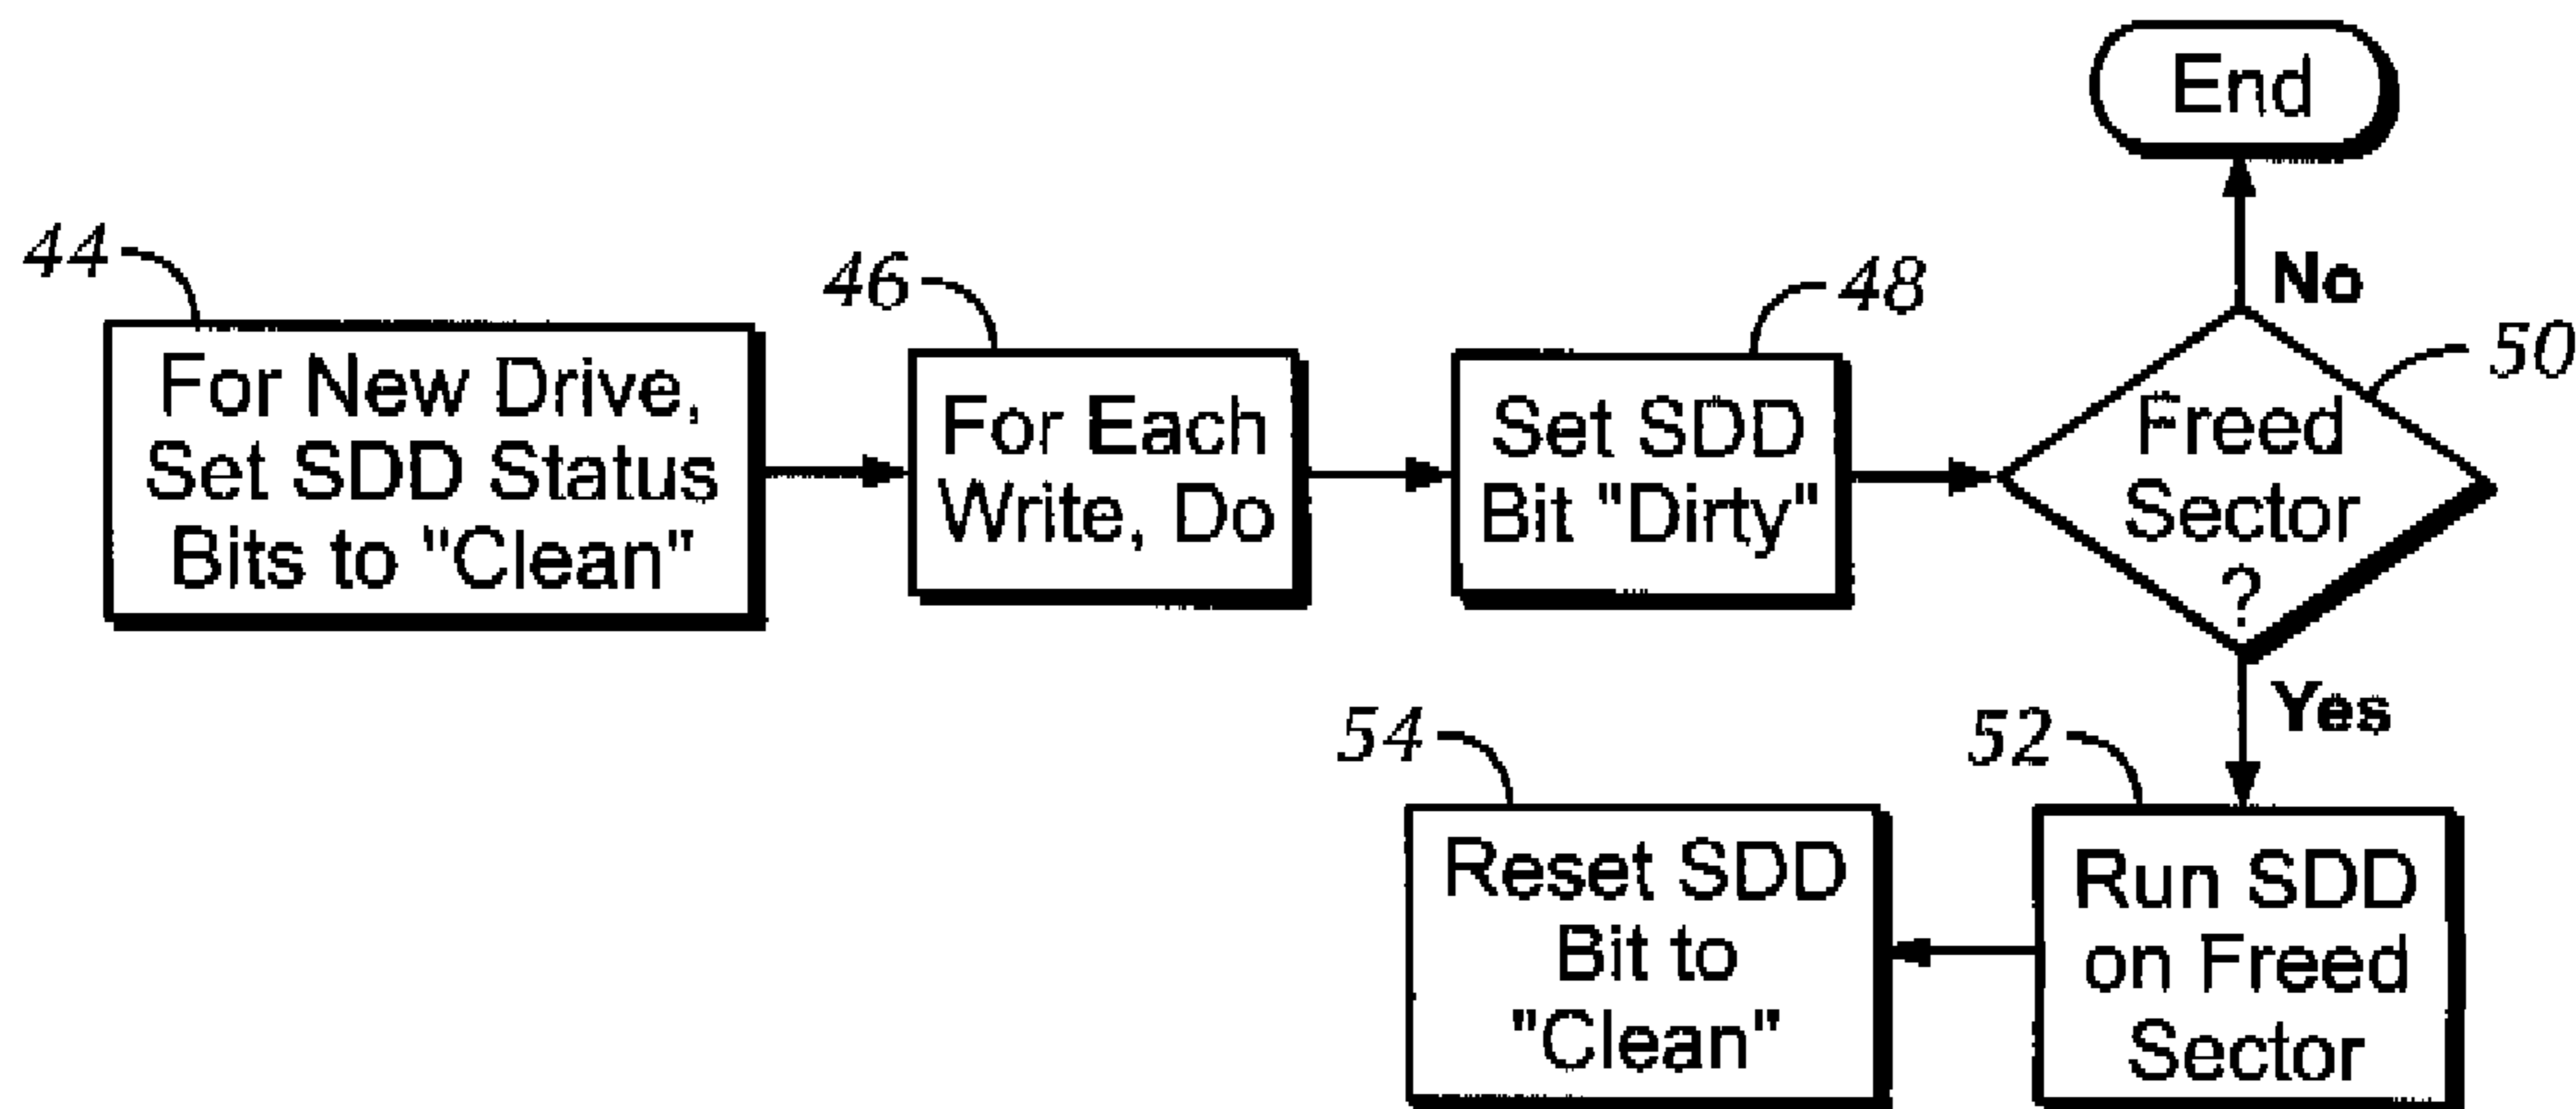 End
44
For New Drive,
Set SDD Status
Bits to "Clean"
46
For Each
Write, Do
48
Set SDD
Bit "Dirty"
No
50
Freed
Sector
?
Yes
52
Run SDD
on Freed
Sector
54
Reset SDD
Bit to
"Clean"